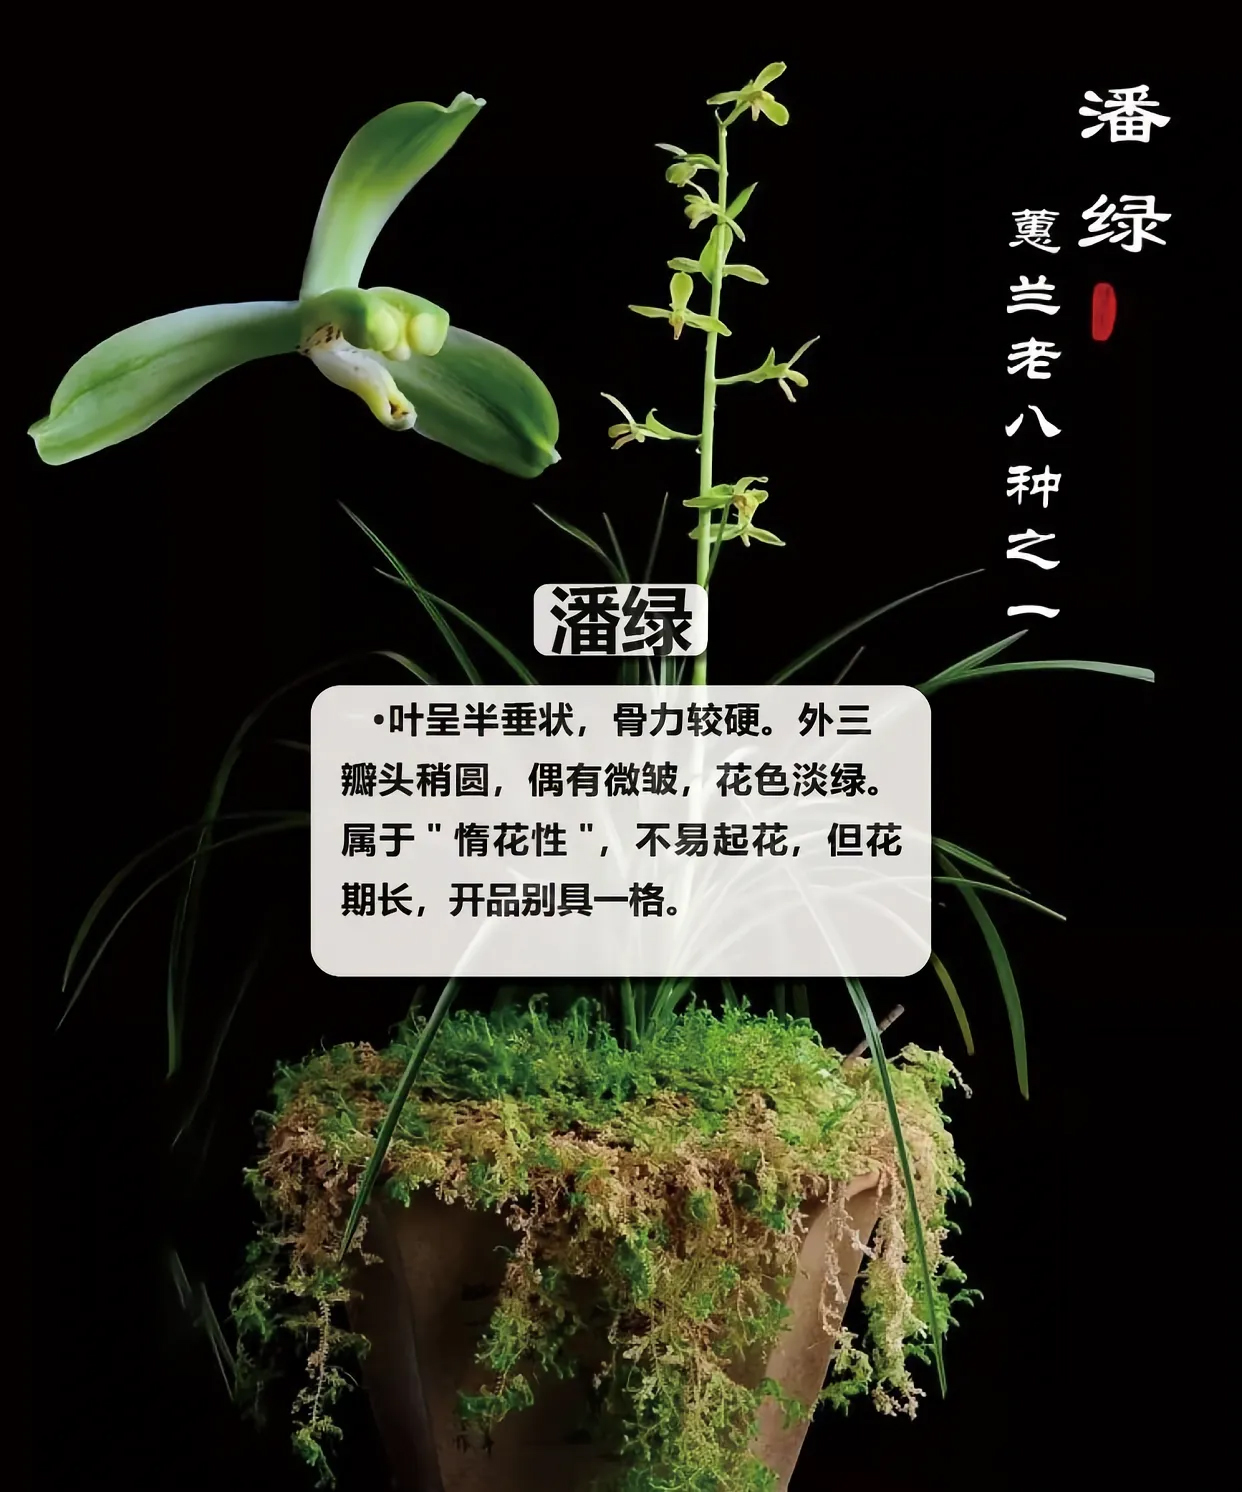 潘绿
蕙兰老八种之一
潘绿
•叶呈半垂状，骨力较硬。外三
瓣头稍圆，偶有微皱，花色淡绿。
属于＂惰花性＂，不易起花，但花
期长，开品别具一格。